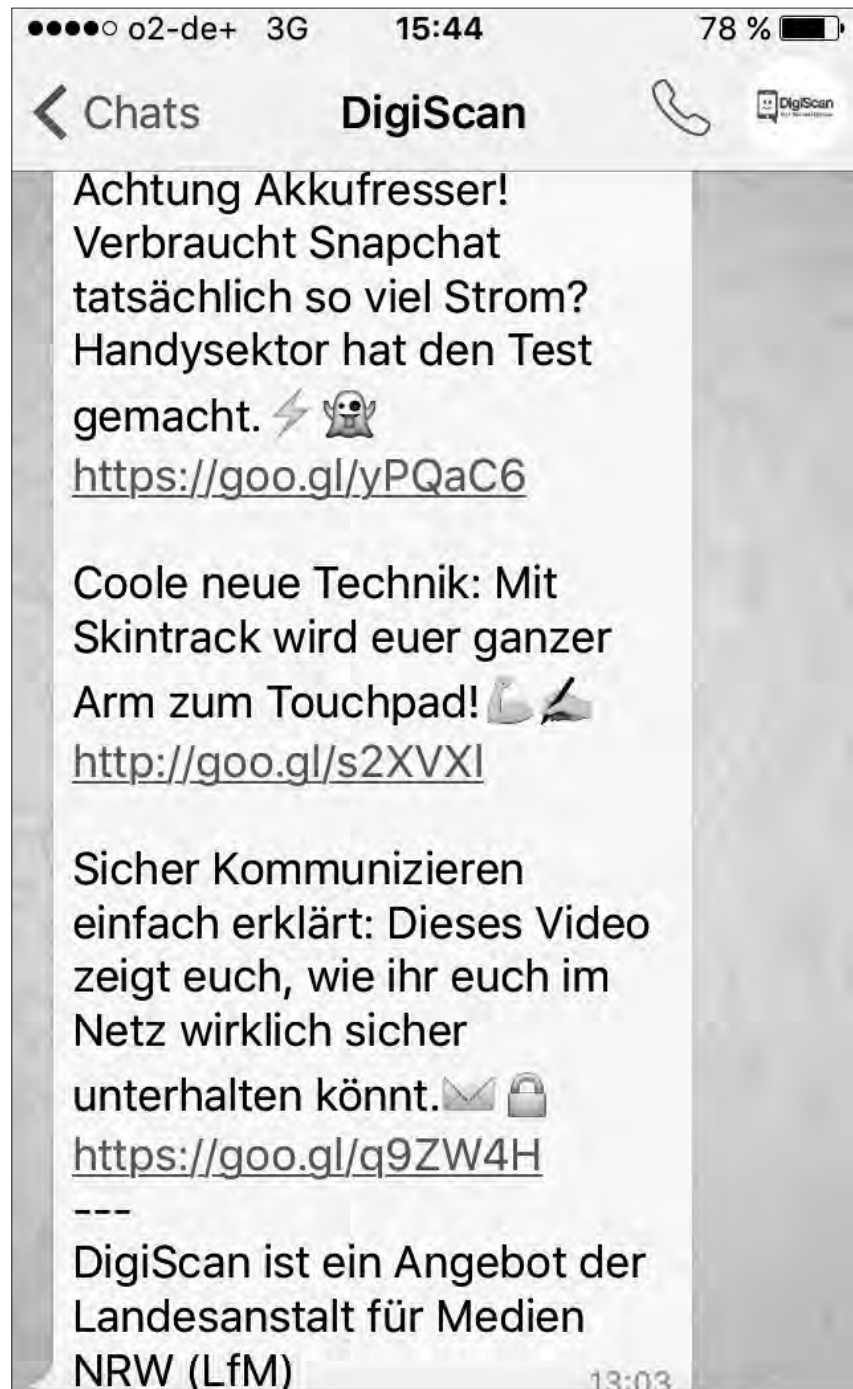 o2-de+ 3G 15:44 78 %
Chats DigiScan DigiScan
Achtung Akkufresser!
Verbraucht Snapchat
tatsächlich so viel Strom?
Handysektor hat den Test
gemacht.⚡👻
https://goo.gl/yPQaC6
Coole neue Technik: Mit
Skintrack wird euer ganzer
Arm zum Touchpad!💪✍
http://goo.gl/s2XVXl
Sicher Kommunizieren
einfach erklärt: Dieses Video
zeigt euch, wie ihr euch im
Netz wirklich sicher
unterhalten könnt.✉🔒
https://goo.gl/q9ZW4H
---
DigiScan ist ein Angebot der
Landesanstalt für Medien
NRW (LfM)
13:03